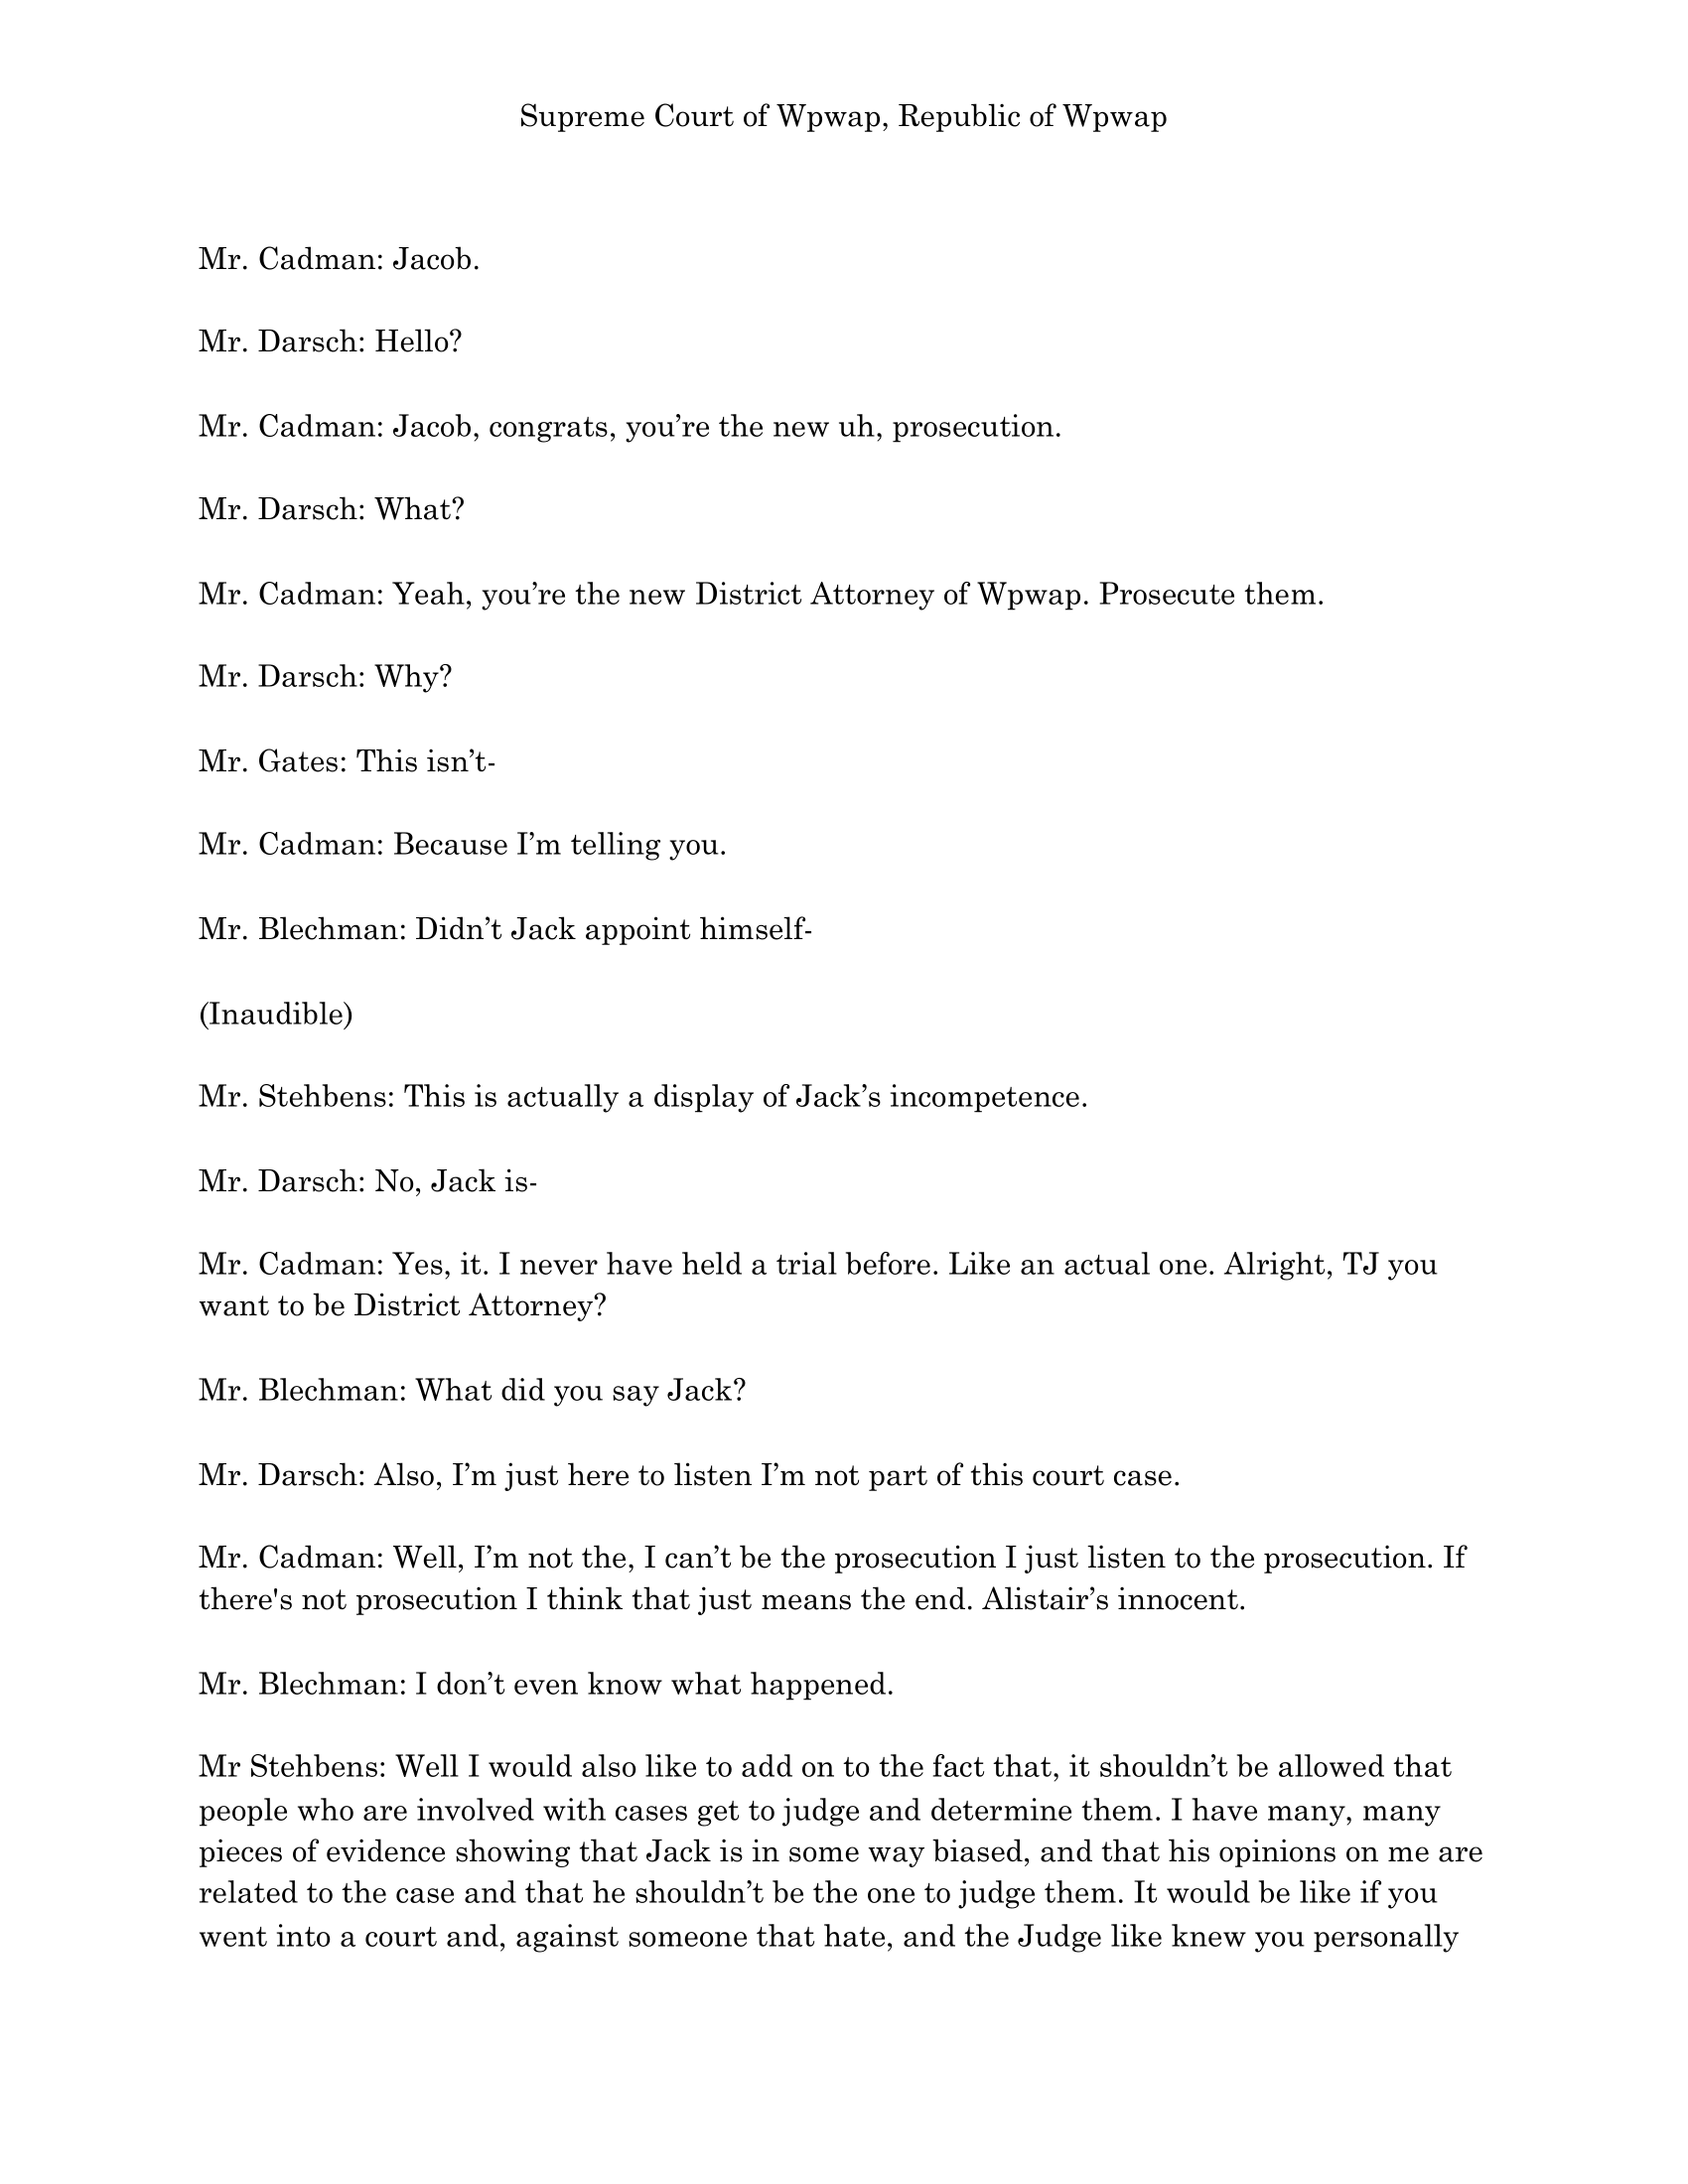 Supreme Court of Wpwap, Republic of Wpwap
Mr. Cadman: Jacob.
Mr. Darsch: Hello?
Mr. Cadman: Jacob, congrats, you’re the new uh, prosecution.
Mr. Darsch: What?
Mr. Cadman: Yeah, you’re the new District Attorney of Wpwap. Prosecute them.
Mr. Darsch: Why?
Mr. Gates: This isn’t-
Mr. Cadman: Because I’m telling you.
Mr. Blechman: Didn’t Jack appoint himself-
(Inaudible)
Mr. Stehbens: This is actually a display of Jack’s incompetence.
Mr. Darsch: No, Jack is-
Mr. Cadman: Yes, it. I never have held a trial before. Like an actual one. Alright, TJ you
want to be District Attorney?
Mr. Blechman: What did you say Jack?
Mr. Darsch: Also, I’m just here to listen I’m not part of this court case.
Mr. Cadman: Well, I’m not the, I can’t be the prosecution I just listen to the prosecution. If
there's not prosecution I think that just means the end. Alistair’s innocent.
Mr. Blechman: I don’t even know what happened.
Mr Stehbens: Well I would also like to add on to the fact that, it shouldn’t be allowed that
people who are involved with cases get to judge and determine them. I have many, many
pieces of evidence showing that Jack is in some way biased, and that his opinions on me are
related to the case and that he shouldn’t be the one to judge them. It would be like if you
went into a court and, against someone that hate, and the Judge like knew you personally